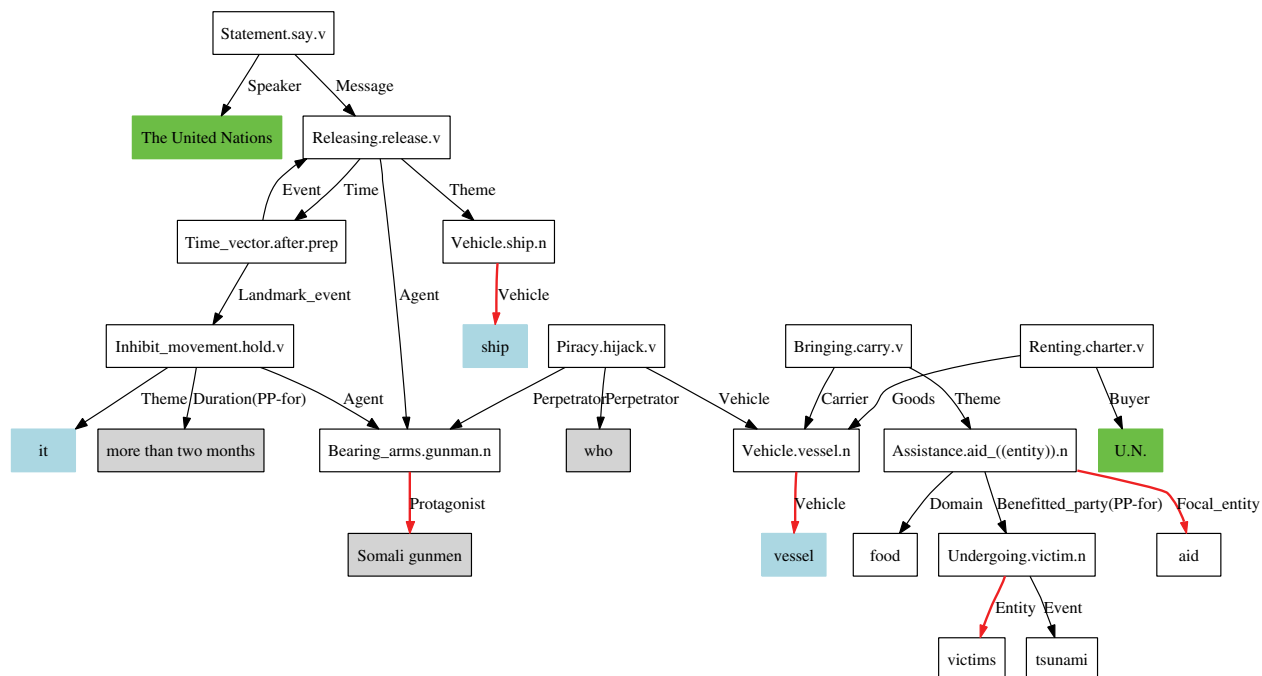 Statement.say.v
Speaker
Message
The United Nations
Releasing.release.v
Event
Time
Theme
Time_vector.after.prep
Vehicle.ship.n
Landmark_event
Agent
Vehicle
Inhibit_movement.hold.v
ship
Piracy.hijack.v
Bringing.carry.v
Renting.charter.v
Theme
Duration(PP-for)
Agent
Perpetrator
Perpetrator
Vehicle
Carrier
Goods
Theme
Buyer
it
more than two months
Bearing_arms.gunman.n
who
Vehicle.vessel.n
Assistance.aid_((entity)).n
U.N.
Protagonist
Vehicle
Domain
Benefitted_party(PP-for)
Focal_entity
Somali gunmen
vessel
food
Undergoing.victim.n
aid
Entity
Event
victims
tsunami